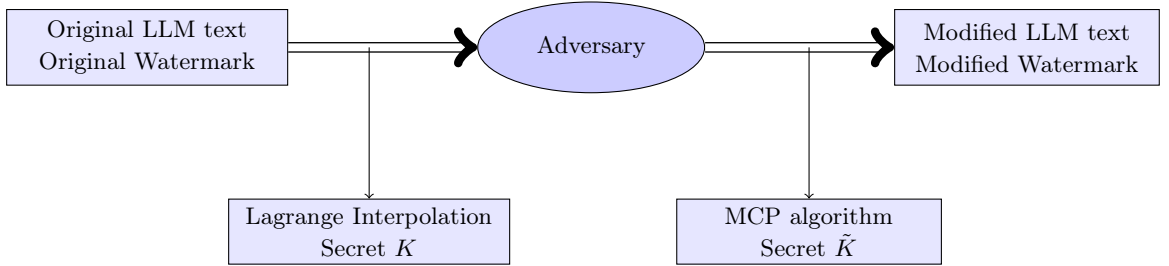 Original LLM text
Original Watermark
Adversary
Modified LLM text
Modified Watermark
Lagrange Interpolation
Secret K
MCP algorithm
Secret K̃